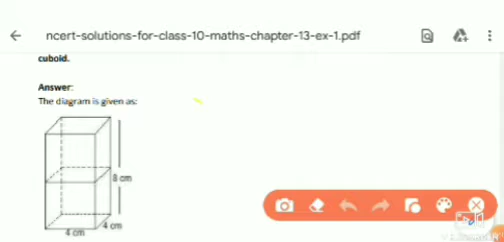 ncert-solutions-for-class-10-maths-chapter-13-ex-1.pdf
cuboid.
Answer:
The diagram is given as:
8 cm
4 cm
4 cm